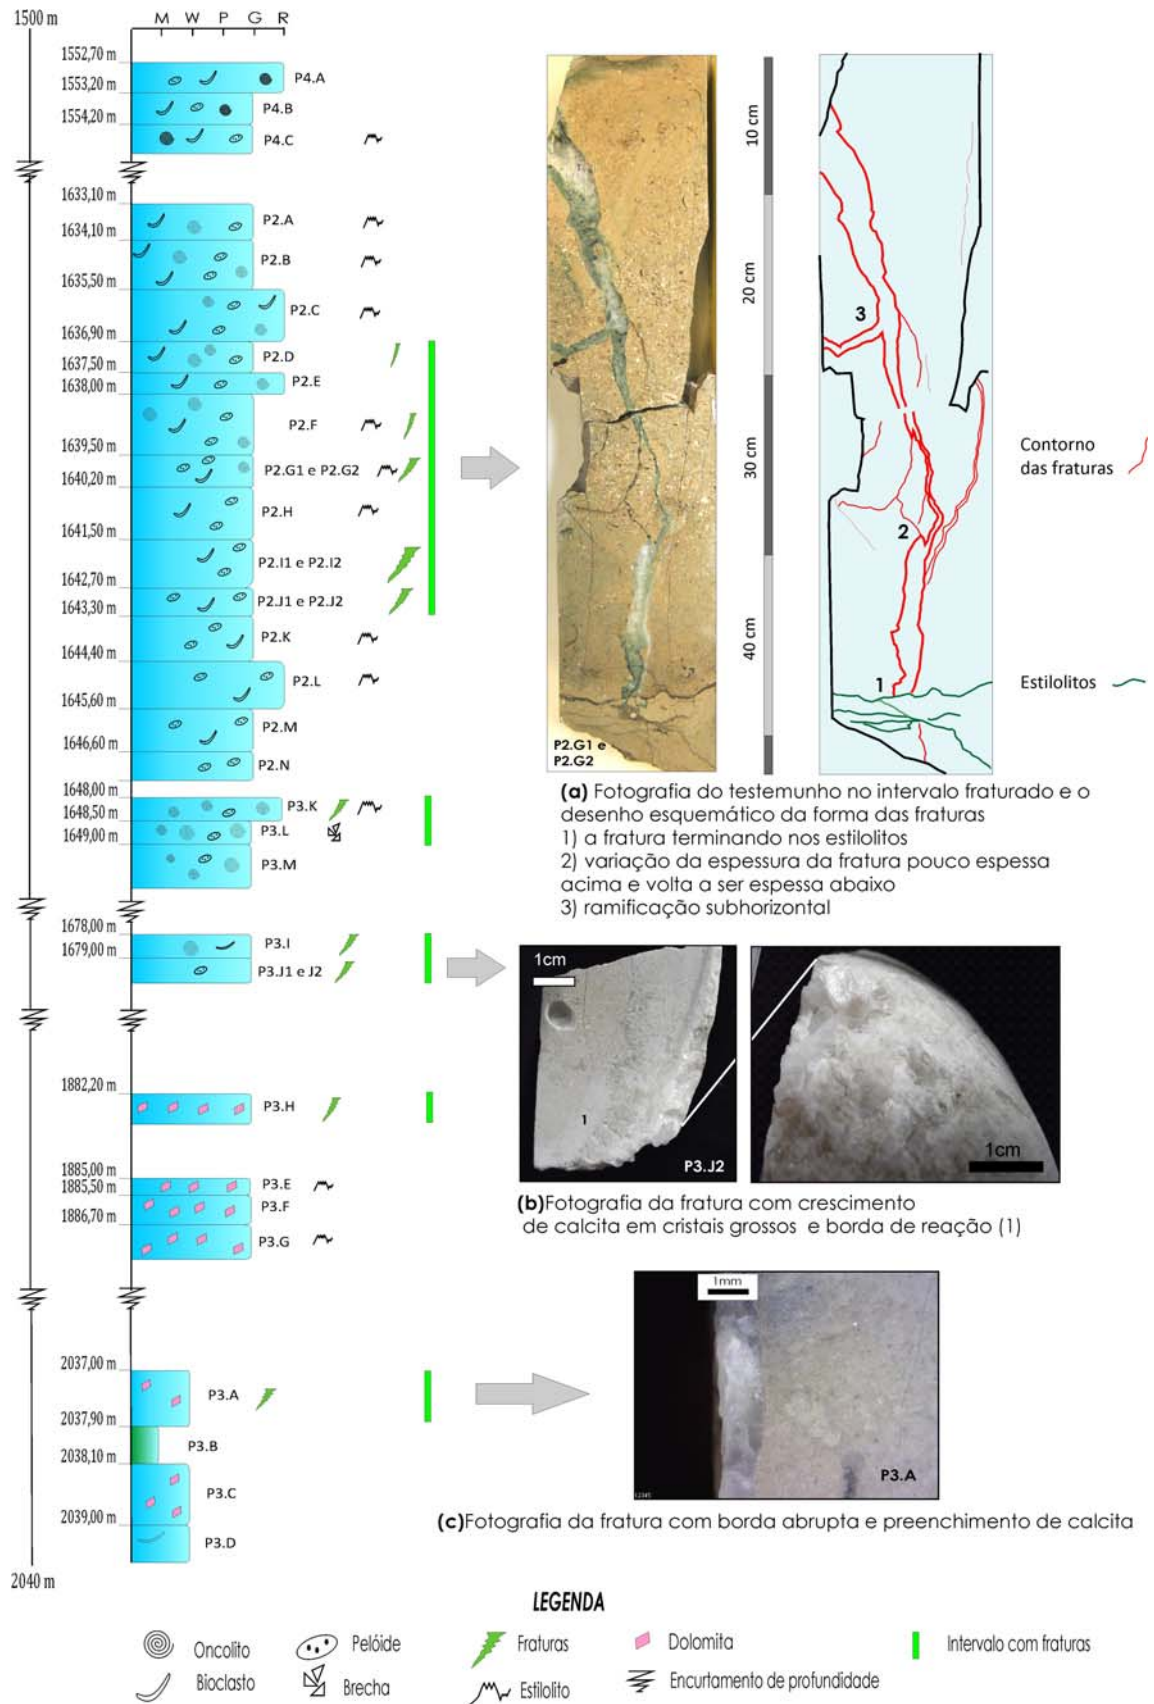 1500 m
M W P G R
1552,70 m
P4.A
1553,20 m
P4.B
1554,20 m
P4.C
1633,10 m
P2.A
1634,10 m
P2.B
1635,50 m
P2.C
1636,90 m
P2.D
1637,50 m
P2.E
1638,00 m
P2.F
1639,50 m
P2.G1 e P2.G2
1640,20 m
P2.H
1641,50 m
P2.I1 e P2.I2
1642,70 m
P2.J1 e P2.J2
1643,30 m
P2.K
1644,40 m
P2.L
1645,60 m
P2.M
1646,60 m
P2.N
1648,00 m
P3.K
1648,50 m
P3.L
1649,00 m
P3.M
1678,00 m
P3.I
1679,00 m
P3.J1 e J2
1882,20 m
P3.H
1885,00 m
P3.E
1885,50 m
P3.F
1886,70 m
P3.G
2037,00 m
P3.A
2037,90 m
P3.B
2038,10 m
P3.C
2039,00 m
P3.D
2040 m
10 cm
20 cm
30 cm
40 cm
P2.G1 e
P2.G2
3
2
1
Contorno
das fraturas
Estilolitos
(a) Fotografia do testemunho no intervalo fraturado e o
desenho esquemático da forma das fraturas
1) a fratura terminando nos estilolitos
2) variação da espessura da fratura pouco espessa
acima e volta a ser espessa abaixo
3) ramificação subhorizontal
1cm
1
P3.J2
1cm
(b)Fotografia da fratura com crescimento
de calcita em cristais grossos e borda de reação (1)
1mm
P3.A
(c)Fotografia da fratura com borda abrupta e preenchimento de calcita
LEGENDA
Oncolito
Pelóide
Fraturas
Dolomita
Intervalo com fraturas
Bioclasto
Brecha
Estilolito
Encurtamento de profundidade